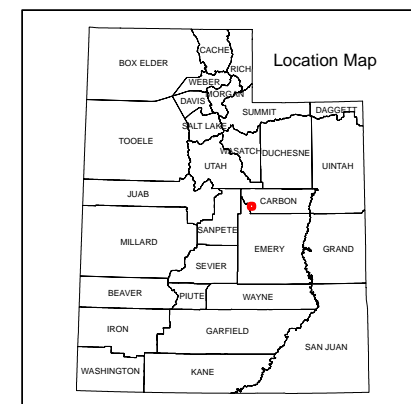 Location Map
BOX ELDER
CACHE
RICH
WEBER
MORGAN
DAVIS
SUMMIT
DAGGETT
SALT LAKE
TOOELE
WASATCH
DUCHESNE
UTAH
UINTAH
JUAB
CARBON
SANPETE
MILLARD
EMERY
GRAND
SEVIER
BEAVER
PIUTE
WAYNE
IRON
GARFIELD
SAN JUAN
WASHINGTON
KANE